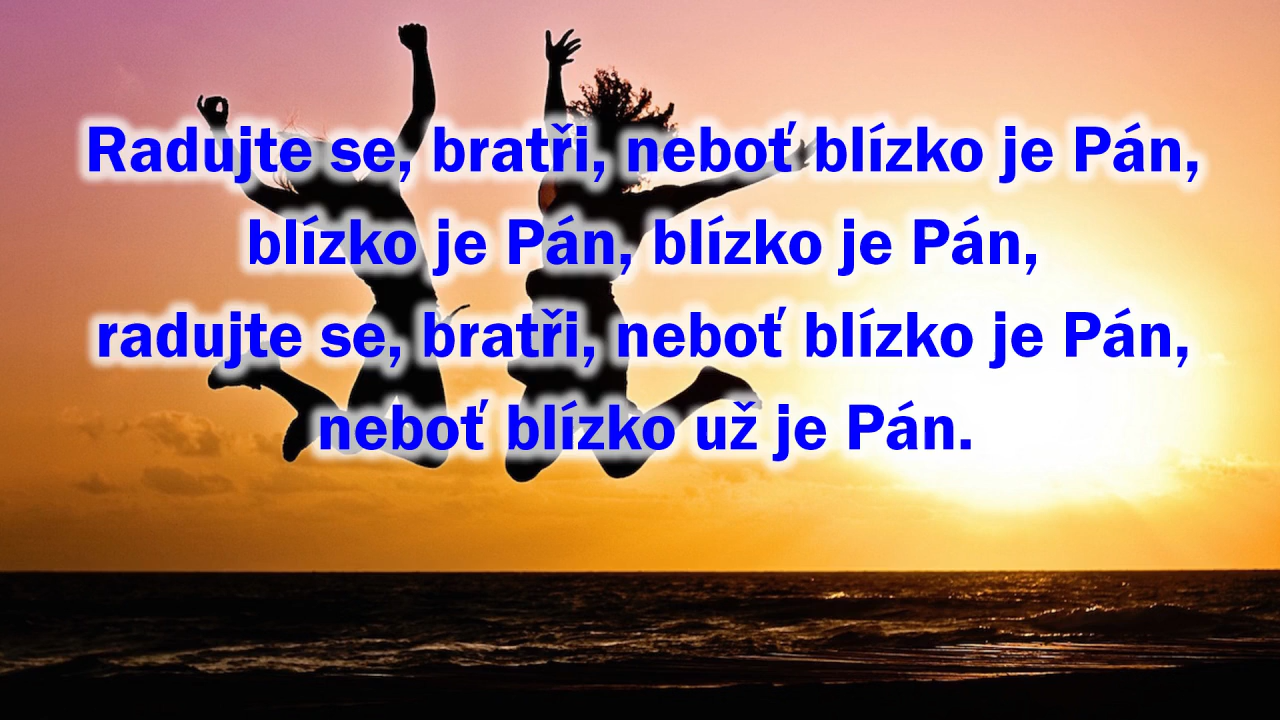 Radujte se, bratři, neboť blízko je Pán,
blízko je Pán, blízko je Pán,
radujte se, bratři, neboť blízko je Pán,
neboť blízko už je Pán.